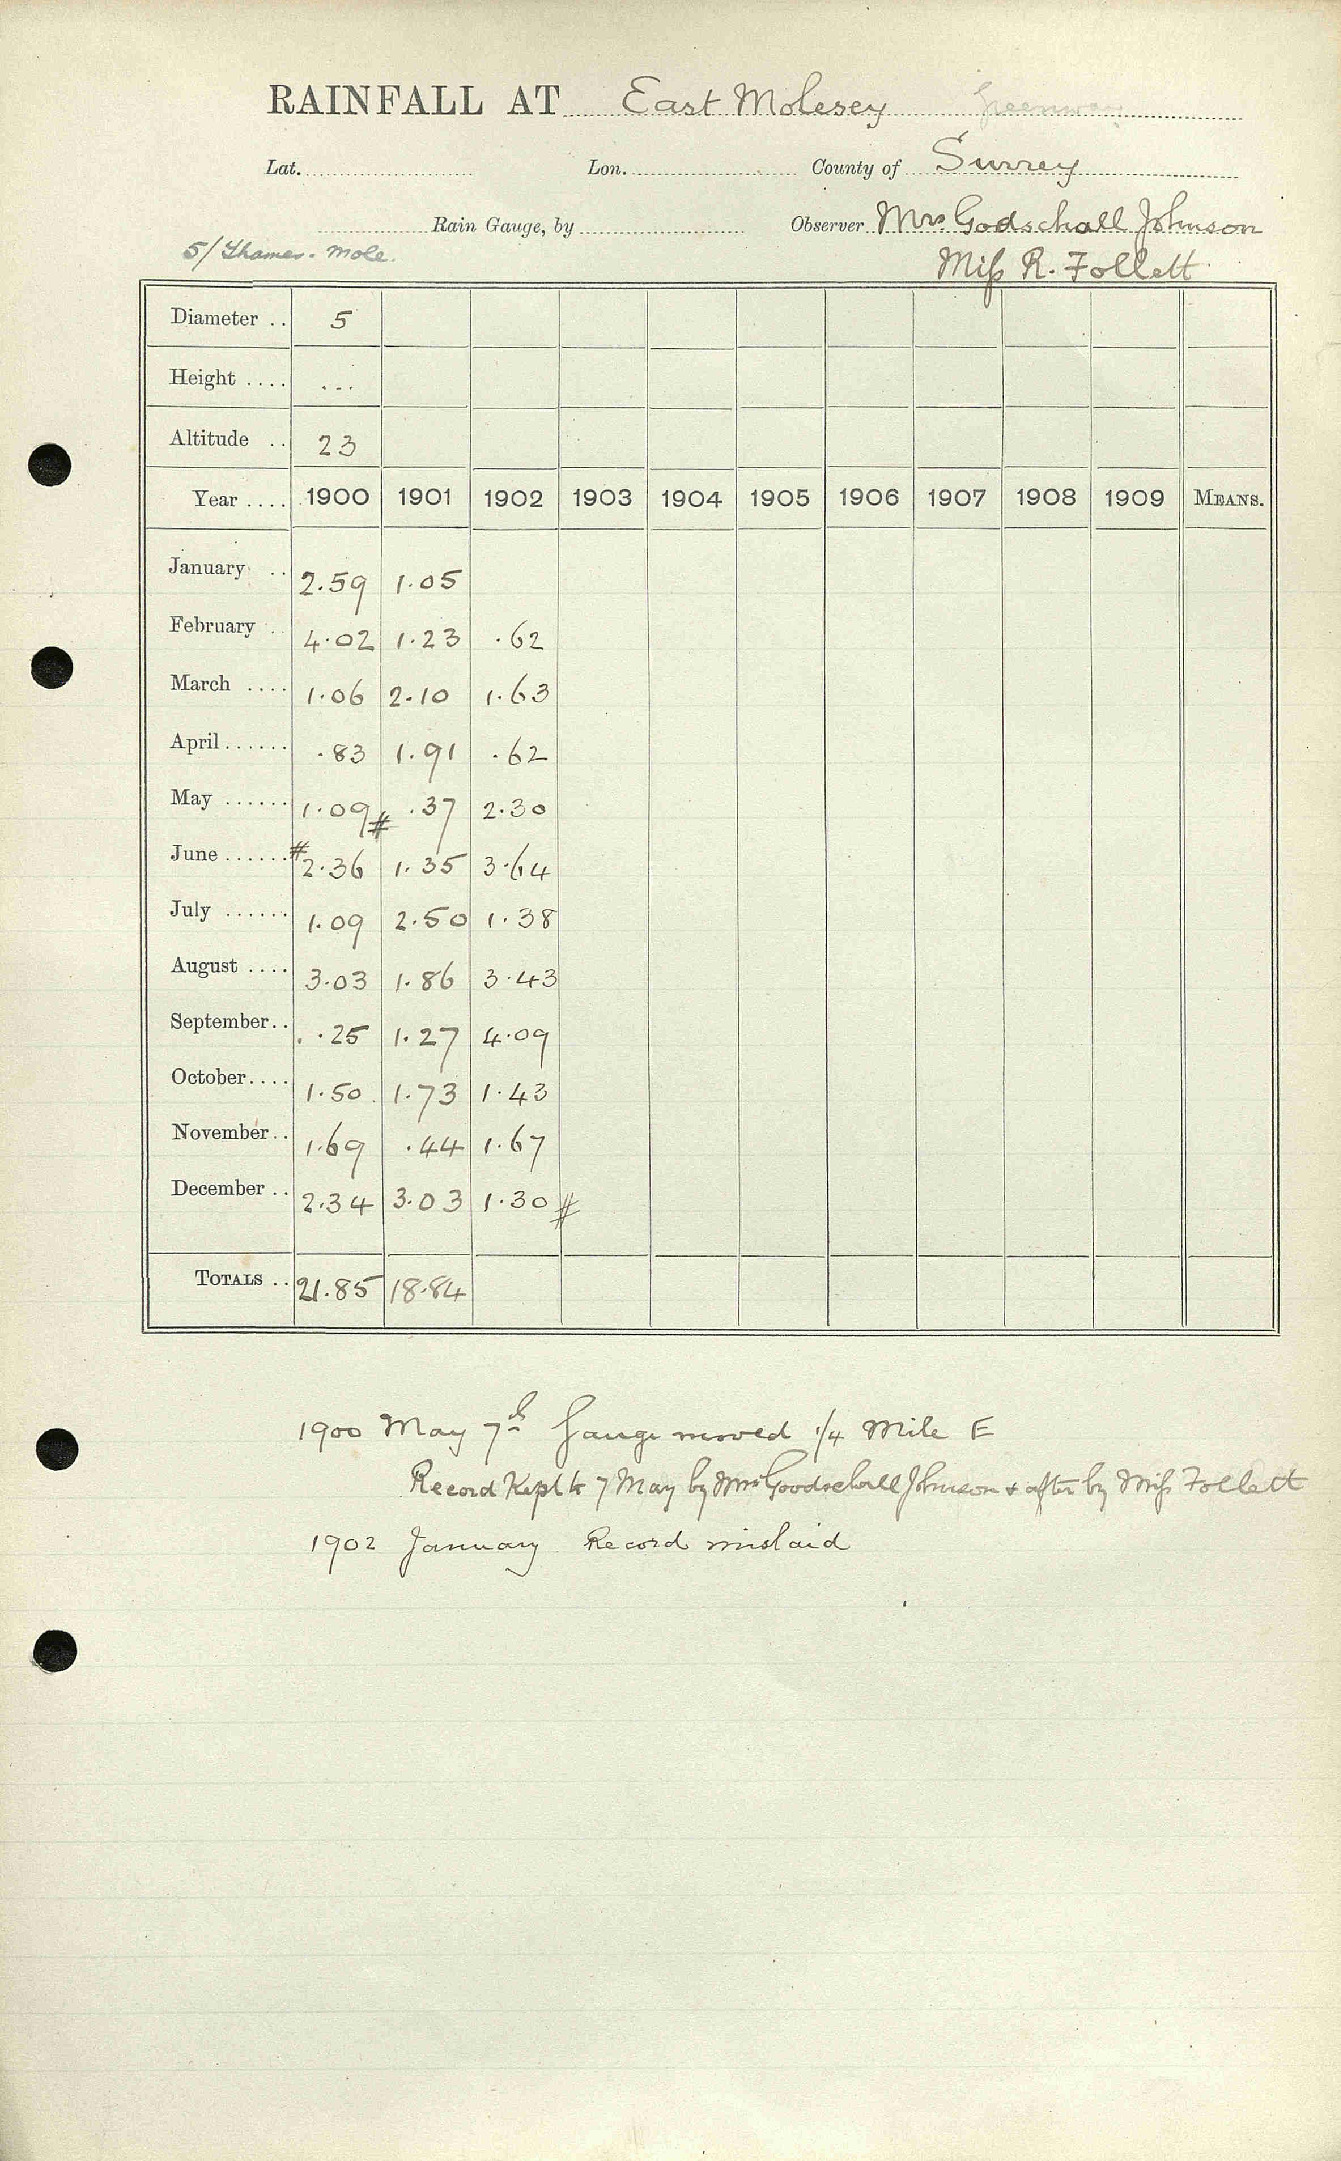 RAINFALL AT East Molesey Greenway
Lat. Lon. County of Surrey
Rain Gauge, by Observer Mrs Godschall Johnson
5/ Thames. Mole. Miss R. Follett
Diameter .. 5
Height .... ...
Altitude .. 23
Year .... 1900 1901 1902 1903 1904 1905 1906 1907 1908 1909 MEANS.
January .. 2.59 1.05
February .. 4.02 1.23 .62
March .... 1.06 2.10 1.63
April ...... .83 1.91 .62
May ...... 1.09# .37 2.30
June ...... #2.36 1.35 3.64
July ...... 1.09 2.50 1.38
August .... 3.03 1.86 3.43
September.. .25 1.27 4.09
October.... 1.50 1.73 1.43
November.. 1.69 .44 1.67
December .. 2.34 3.03 1.30#
TOTALS .. 21.85 18.84
1900 May 7th Gauge moved 1/4 Mile E
Record Kept to 7 May by Mrs Goodschall Johnson & after by Miss Follett
1902 January Record mislaid